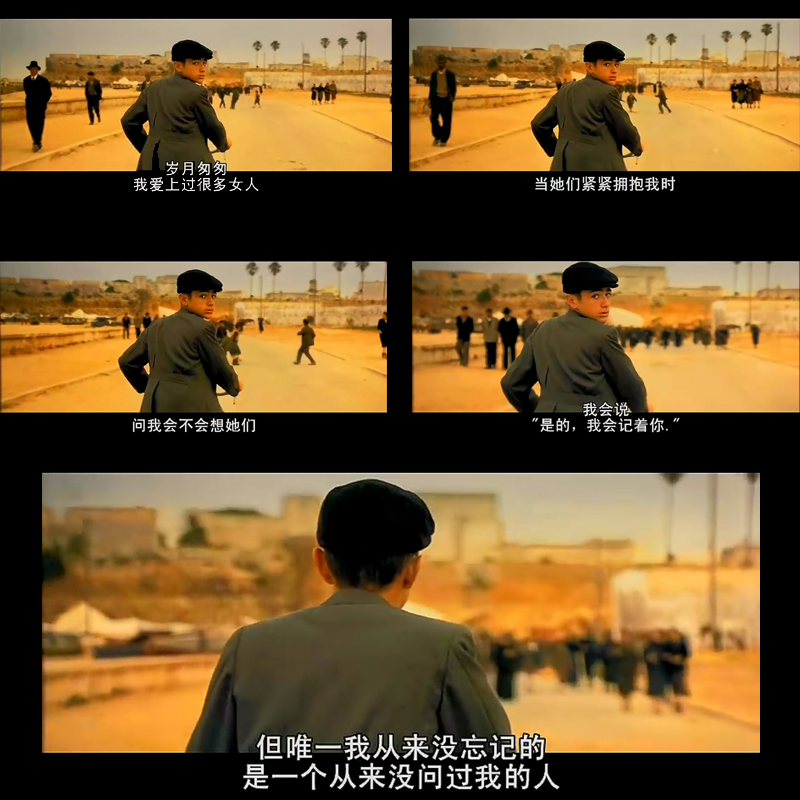 岁月匆匆
我爱上过很多女人
当她们紧紧拥抱我时
问我会不会想她们
我会说
"是的，我会记着你."
但唯一我从来没忘记的
是一个从来没问过我的人